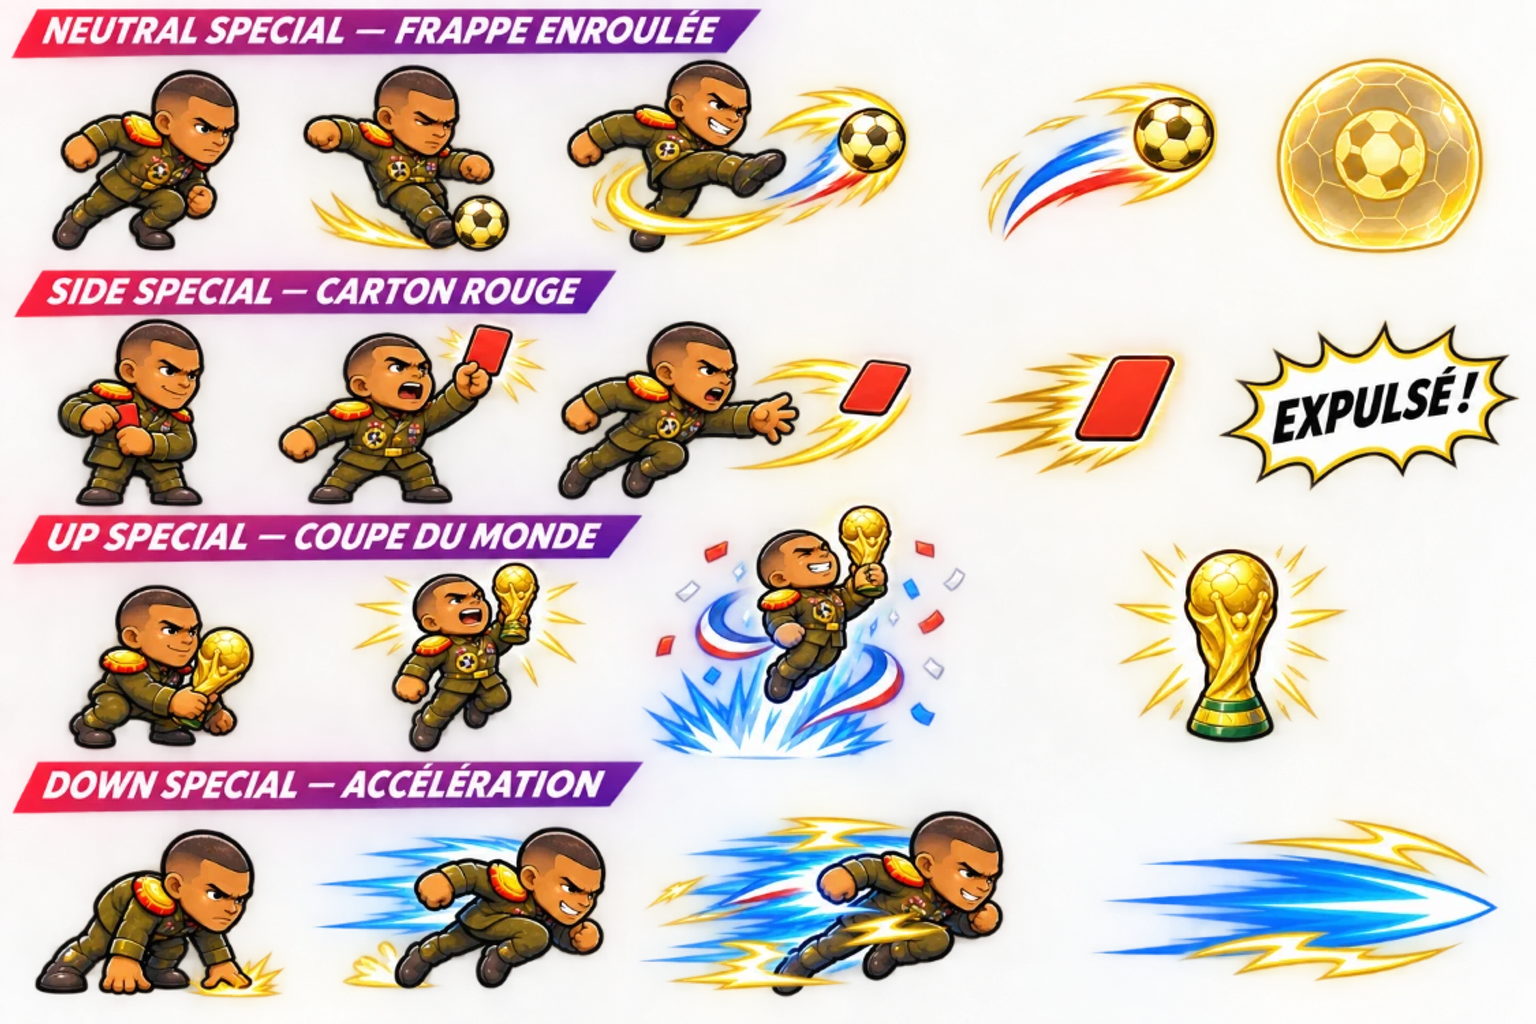 NEUTRAL SPECIAL — FRAPPE ENROULÉE
SIDE SPECIAL — CARTON ROUGE
EXPULSÉ !
UP SPECIAL — COUPE DU MONDE
DOWN SPECIAL — ACCÉLÉRATION